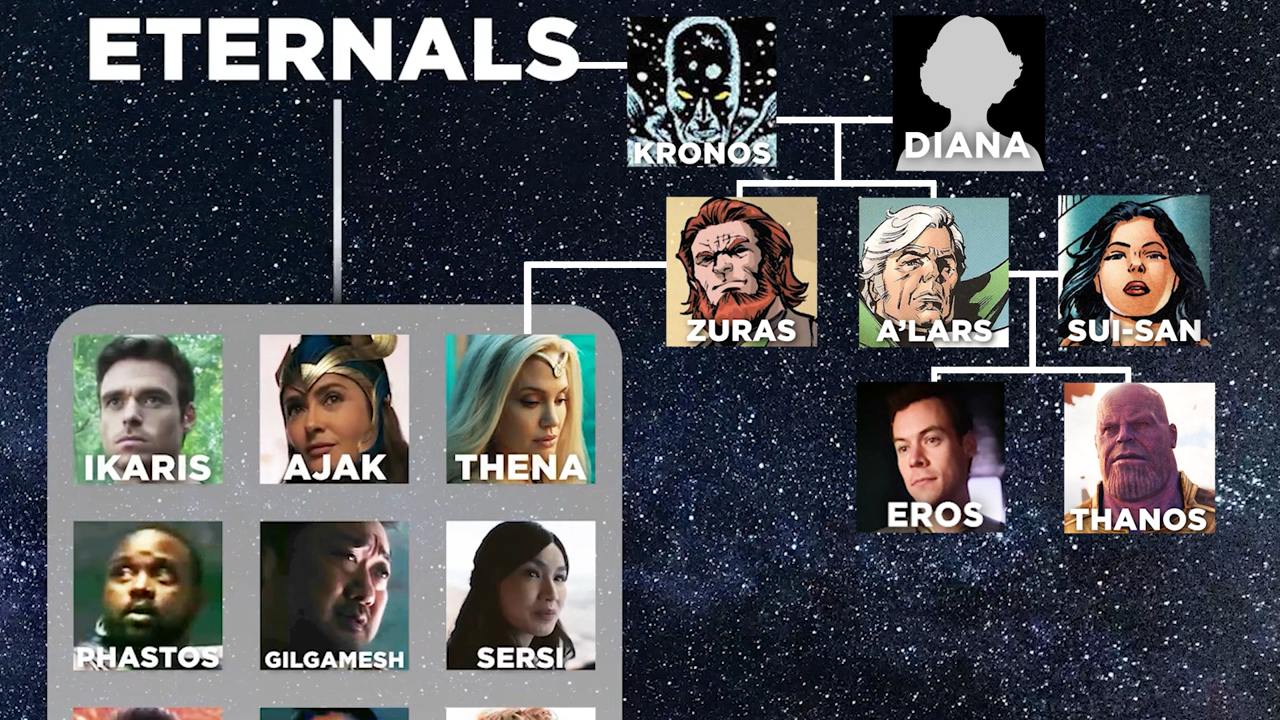 ETERNALS
KRONOS
DIANA
ZURAS
A'LARS
SUI-SAN
IKARIS
AJAK
THENA
EROS
THANOS
PHASTOS
GILGAMESH
SERSI